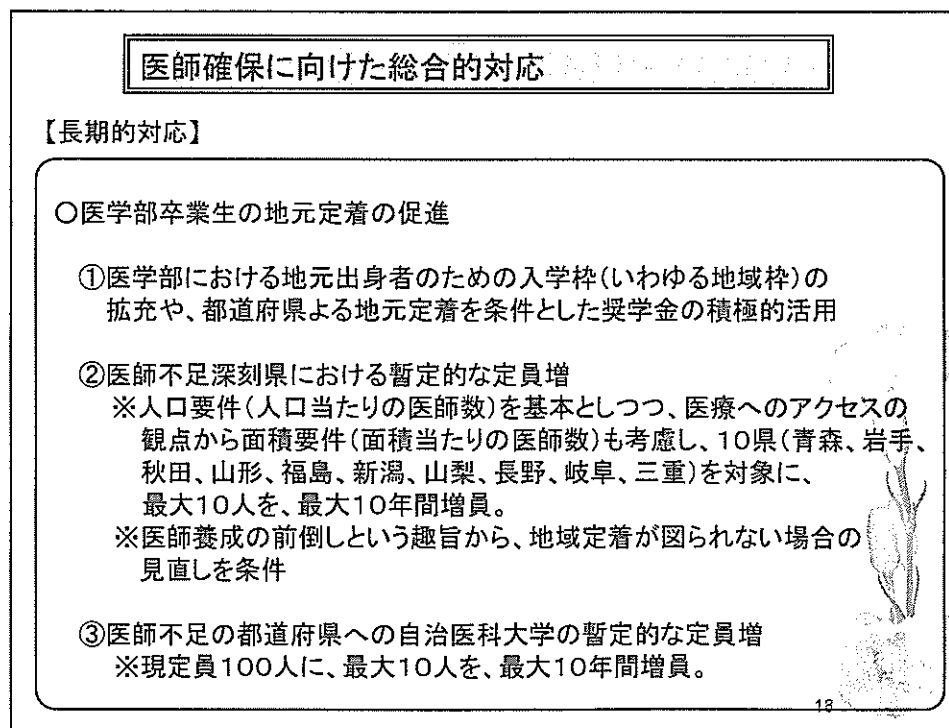 医師確保に向けた総合的対応
【長期的対応】
○医学部卒業生の地元定着の促進
①医学部における地元出身者のための入学枠(いわゆる地域枠)の
拡充や、都道府県よる地元定着を条件とした奨学金の積極的活用
②医師不足深刻県における暫定的な定員増
※人口要件(人口当たりの医師数)を基本としつつ、医療へのアクセスの
観点から面積要件(面積当たりの医師数)も考慮し、10県(青森、岩手、
秋田、山形、福島、新潟、山梨、長野、岐阜、三重)を対象に、
最大10人を、最大10年間増員。
※医師養成の前倒しという趣旨から、地域定着が図られない場合の
見直しを条件
③医師不足の都道府県への自治医科大学の暫定的な定員増
※現定員100人に、最大10人を、最大10年間増員。